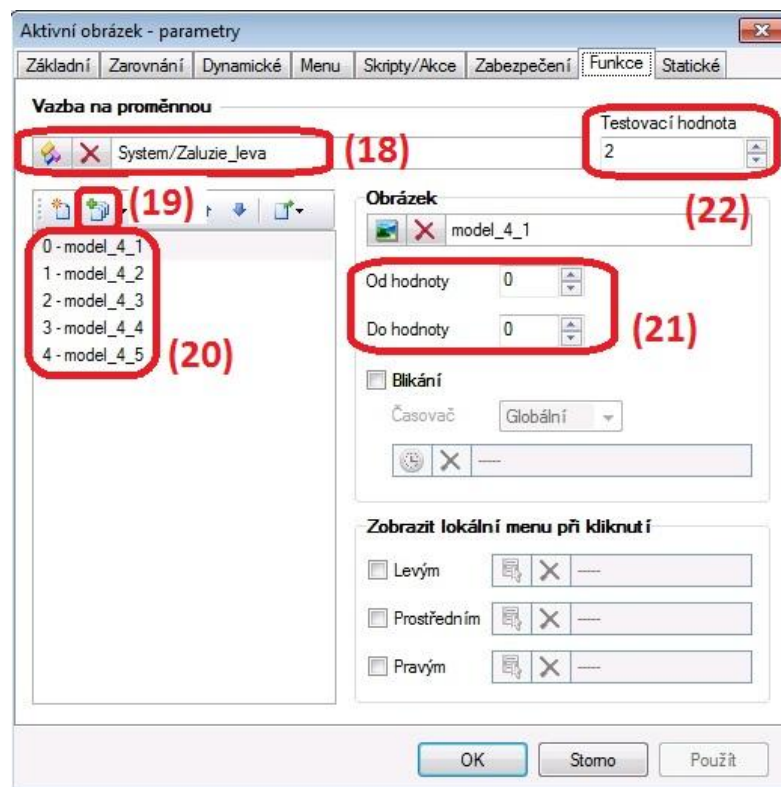 Aktivní obrázek - parametry
Základní Zarovnání Dynamické Menu Skripty/Akce Zabezpečení Funkce Statické
Vazba na proměnnou
Testovací hodnota
System/Zaluzie_leva
(18)
2
(19)
(22)
Obrázek
model_4_1
0 - model_4_1
1 - model_4_2
2 - model_4_3
3 - model_4_4
4 - model_4_5
(20)
Od hodnoty 0
Do hodnoty 0
(21)
Blikání
Časovač Globální
----
Zobrazit lokální menu při kliknutí
Levým ----
Prostředním ----
Pravým ----
OK Storno Použít